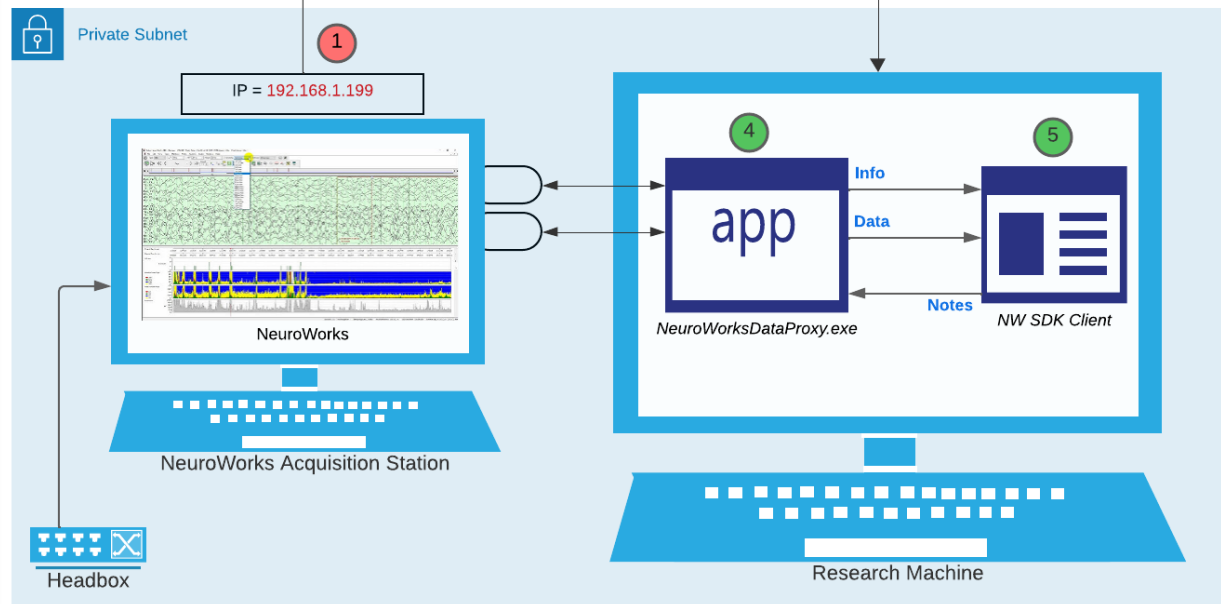 Private Subnet
1
IP = 192.168.1.199
4
5
Info
app
Data
Notes
NeuroWorks
NeuroWorksDataProxy.exe
NW SDK Client
NeuroWorks Acquisition Station
Headbox
Research Machine